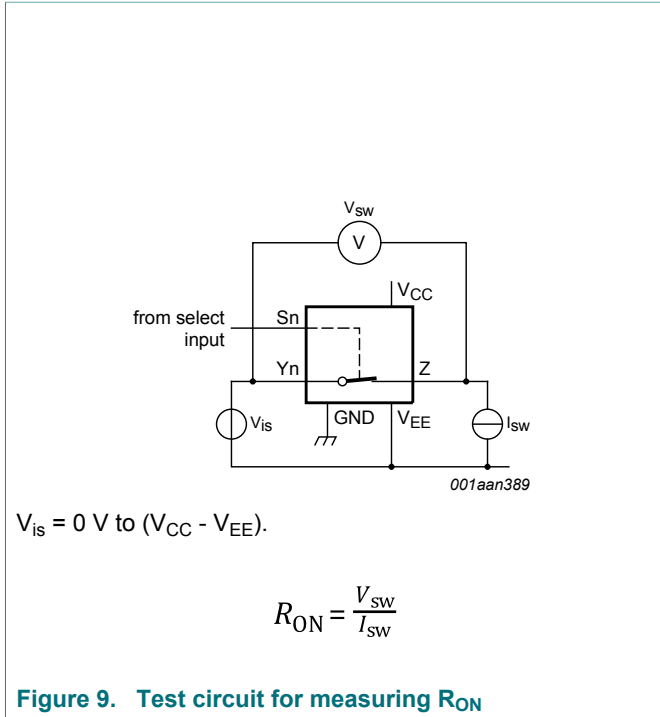 Vsw
V
VCC
from select
input
Sn
Yn
Z
Vis
GND
VEE
Isw
001aan389
Vis = 0 V to (VCC - VEE).
RON = Vsw / Isw
Figure 9. Test circuit for measuring RON